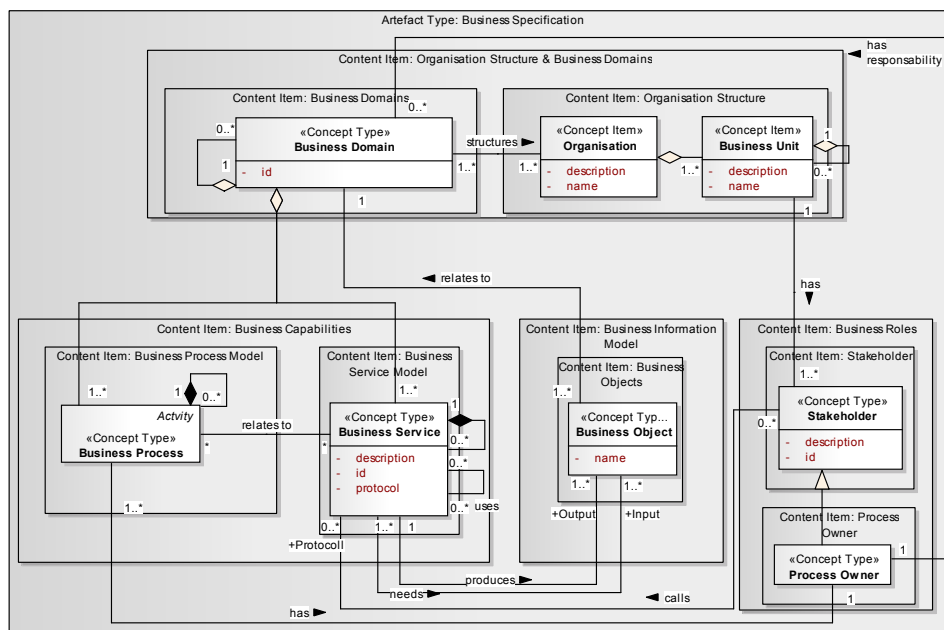 Artefact Type: Business Specification
has
responsability
Content Item: Organisation Structure & Business Domains
Content Item: Business Domains
Content Item: Organisation Structure
0..*
0..*
«Concept Type»
Business Domain
- id
1
1..*
1
structures
«Concept Item»
Organisation
- description
- name
1..*
1..*
«Concept Item»
Business Unit
- description
- name
1
0..*
1
relates to
has
Content Item: Business Capabilities
Content Item: Business Process Model
1
0..*
1..*
Actvity
«Concept Type»
Business Process
*
1..*
relates to
Content Item: Business
Service Model
1..*
1
«Concept Type»
Business Service
- description
- id
- protocol
*
0..*
0..*
0..*
uses
0..*
1..*
1
+Protocoll
Content Item: Business Information
Model
Content Item: Business
Objects
1..*
«Concept Typ...
Business Object
- name
1..*
1..*
+Output
+Input
Content Item: Business Roles
Content Item: Stakeholder
1..*
«Concept Type»
Stakeholder
- description
- id
0..*
Content Item: Process
Owner
«Concept Type»
Process Owner
1
1
produces
needs
calls
has